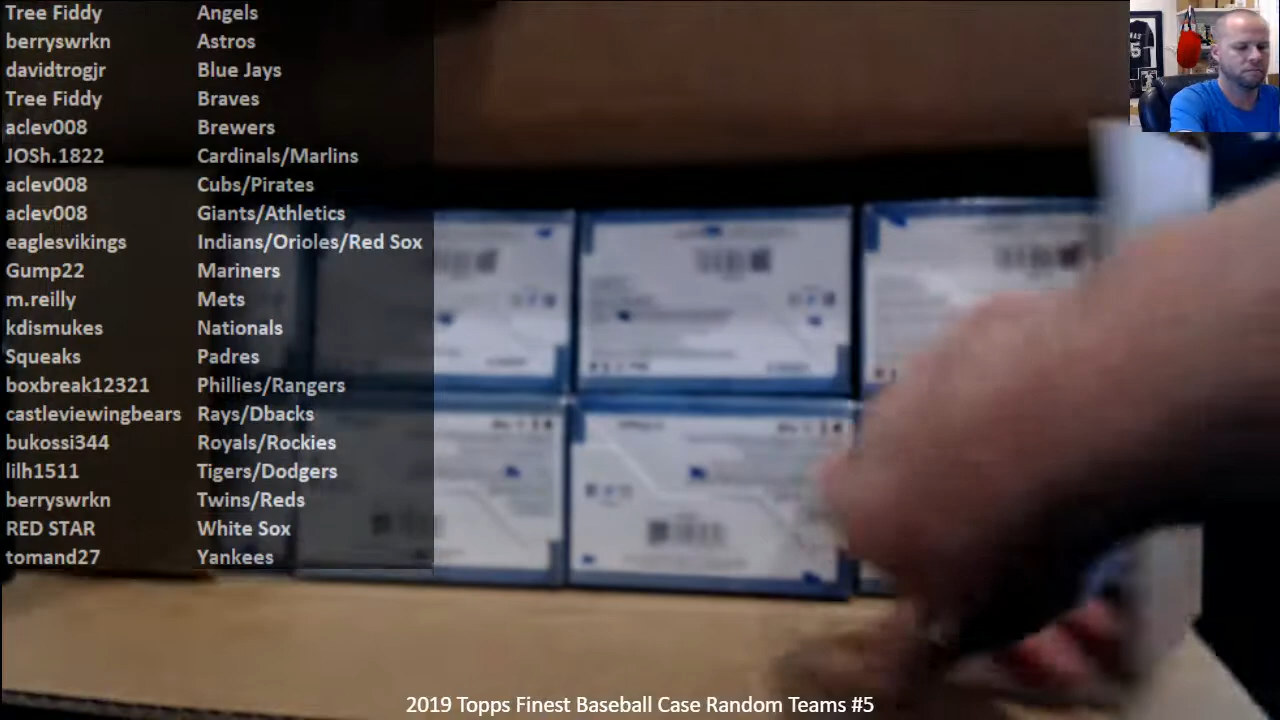 Tree Fiddy Angels
berryswrkn Astros
davidtrogjr Blue Jays
Tree Fiddy Braves
aclev008 Brewers
JOSh.1822 Cardinals/Marlins
aclev008 Cubs/Pirates
aclev008 Giants/Athletics
eaglesvikings Indians/Orioles/Red Sox
Gump22 Mariners
m.reilly Mets
kdismukes Nationals
Squeaks Padres
boxbreak12321 Phillies/Rangers
castleviewingbears Rays/Dbacks
bukossi344 Royals/Rockies
lilh1511 Tigers/Dodgers
berryswrkn Twins/Reds
RED STAR White Sox
tomand27 Yankees
2019 Topps Finest Baseball Case Random Teams #5